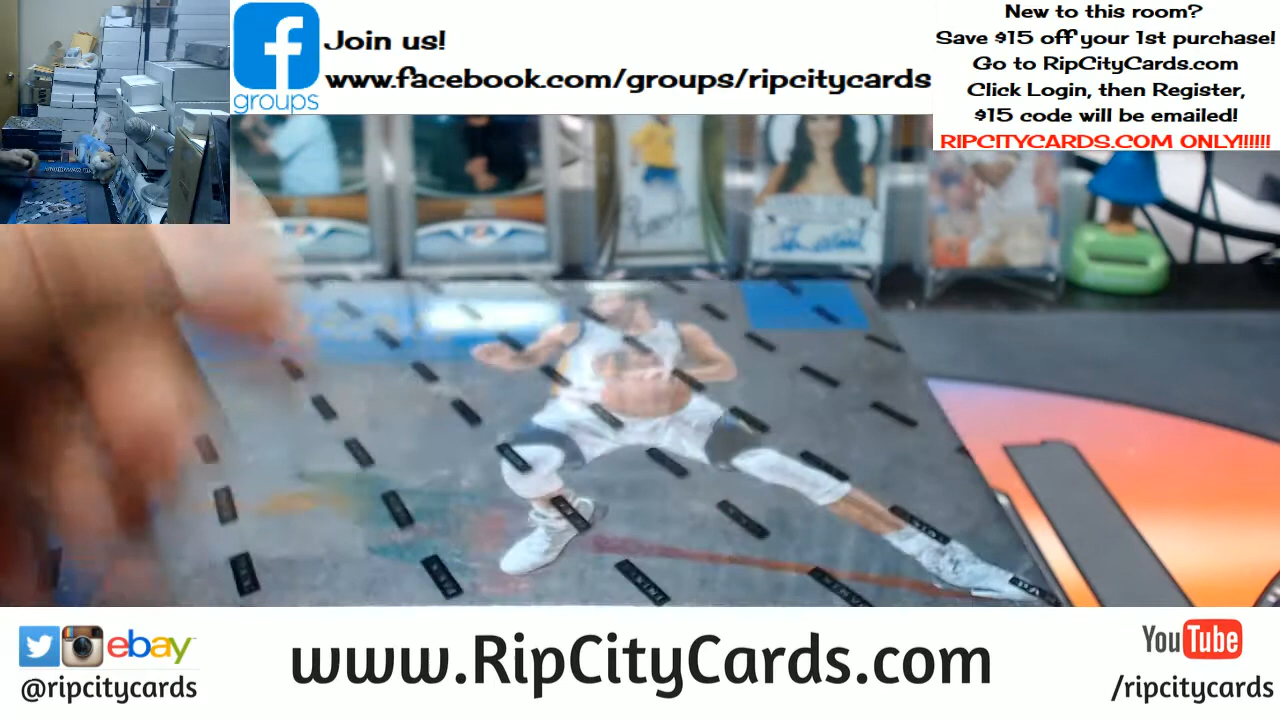 Join us!
www.facebook.com/groups/ripcitycards
groups
New to this room?
Save $15 off your 1st purchase!
Go to RipCityCards.com
Click Login, then Register,
$15 code will be emailed!
RIPCITYCARDS.COM ONLY!!!!!!
ebay
@ripcitycards
www.RipCityCards.com
YouTube
/ripcitycards